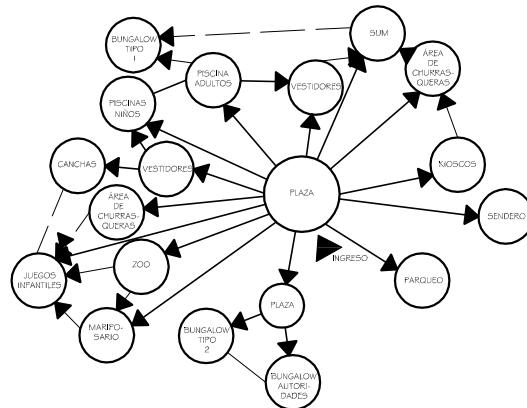 SUM
BUNGALOW
TIPO
1
PISCINA
ADULTOS
ÁREA
DE
CHURRAS-
QUERAS
VESTIDORES
PISCINAS
NIÑOS
CANCHAS
VESTIDORES
KIOSCOS
PLAZA
ÁREA
DE
CHURRAS-
QUERAS
SENDERO
ZOO
INGRESO
JUEGOS
INFANTILES
PARQUEO
PLAZA
MARIPO-
SARIO
BUNGALOW
TIPO
2
BUNGALOW
AUTORI-
DADES